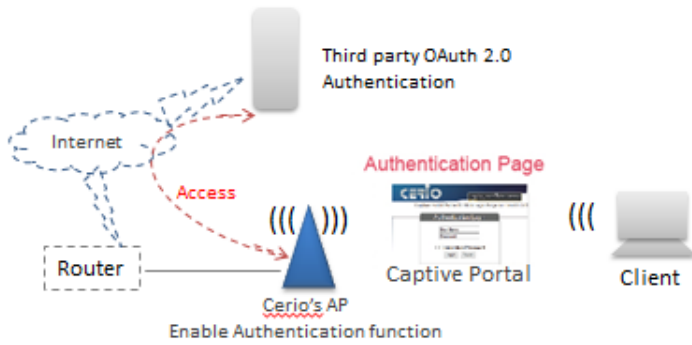 Third party OAuth 2.0
Authentication
Internet
Authentication Page
Access
CERIO
Router
Captive Portal
Client
Cerio's AP
Enable Authentication function